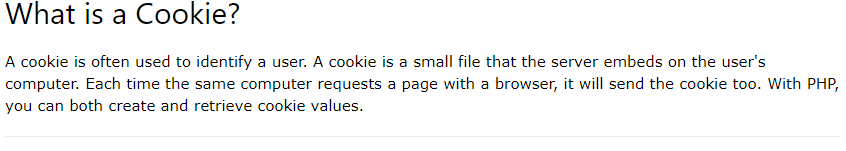 What is a Cookie?
A cookie is often used to identify a user. A cookie is a small file that the server embeds on the user's
computer. Each time the same computer requests a page with a browser, it will send the cookie too. With PHP,
you can both create and retrieve cookie values.